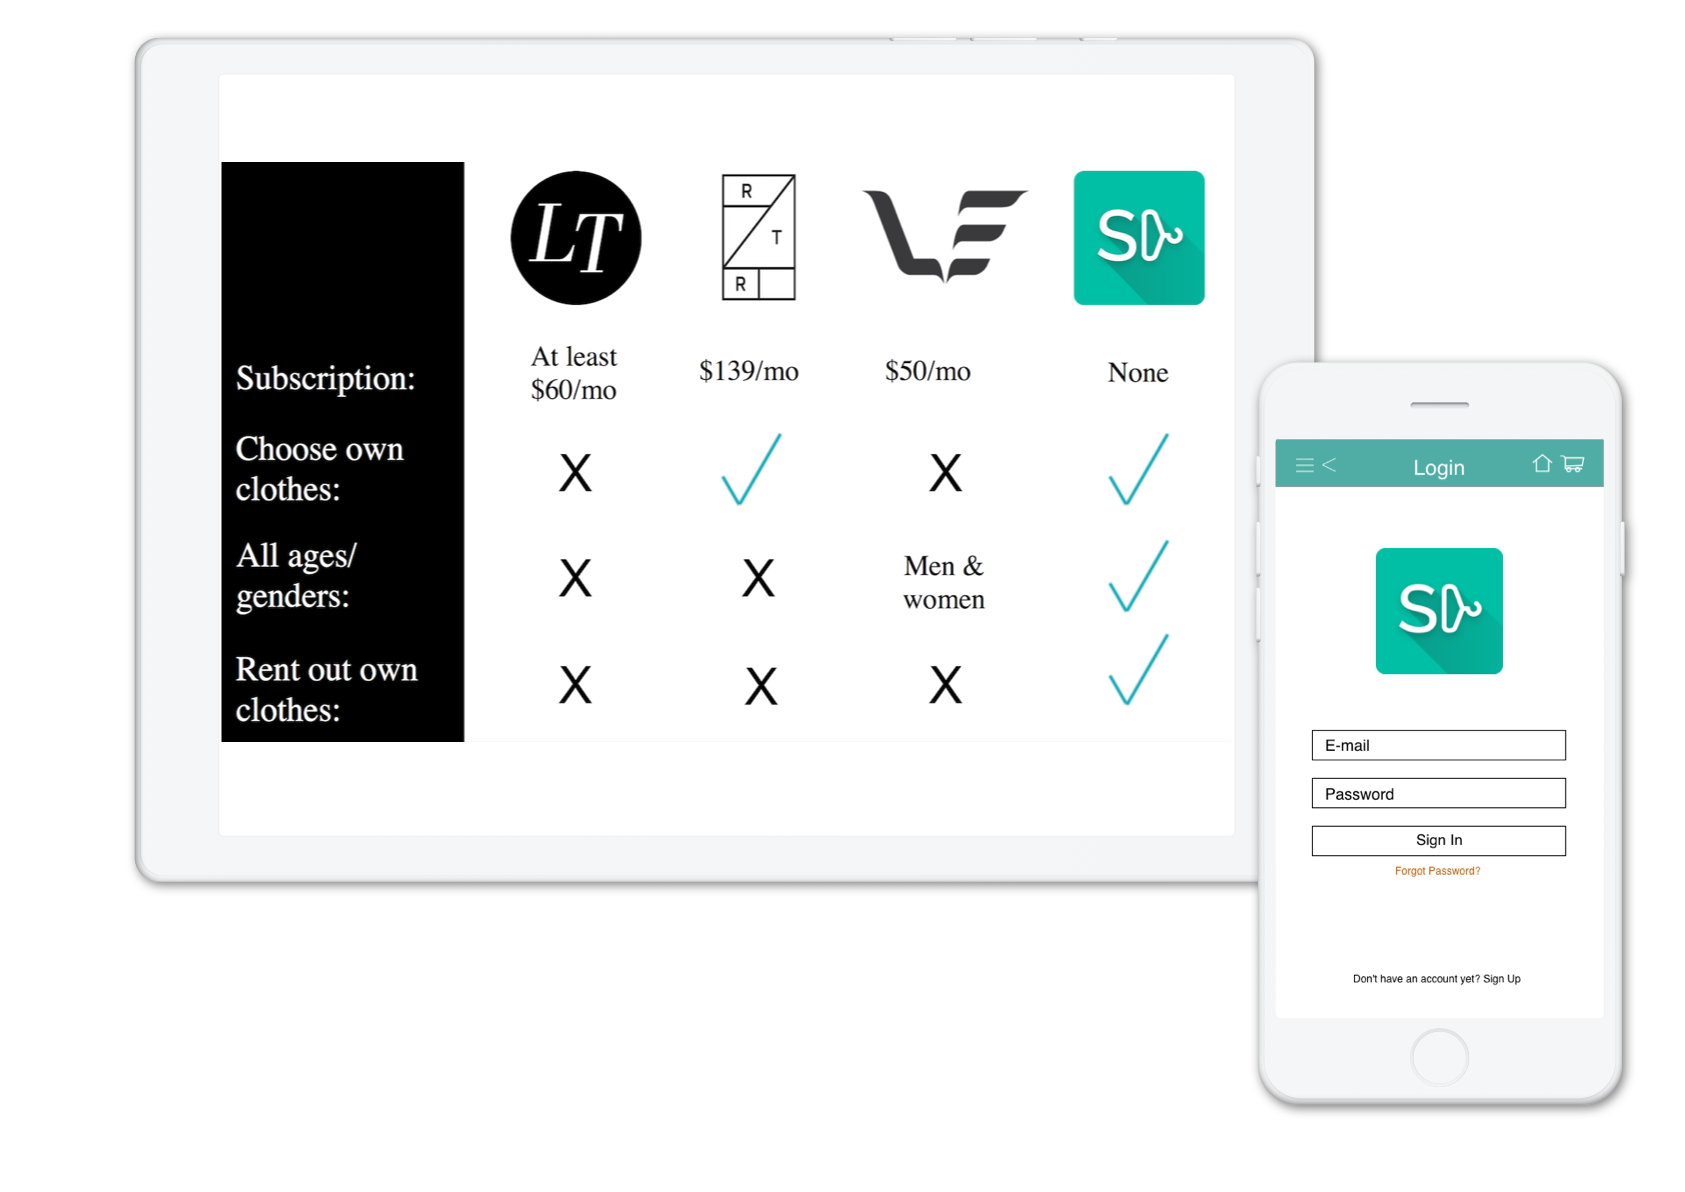 LT
R
T
R
LE
SD
Subscription:
At least
$60/mo
$139/mo
$50/mo
None
Choose own
clothes:
X
X
All ages/
genders:
X
X
Men &
women
Rent out own
clothes:
X
X
X
Login
SD
E-mail
Password
Sign In
Forgot Password?
Don't have an account yet? Sign Up